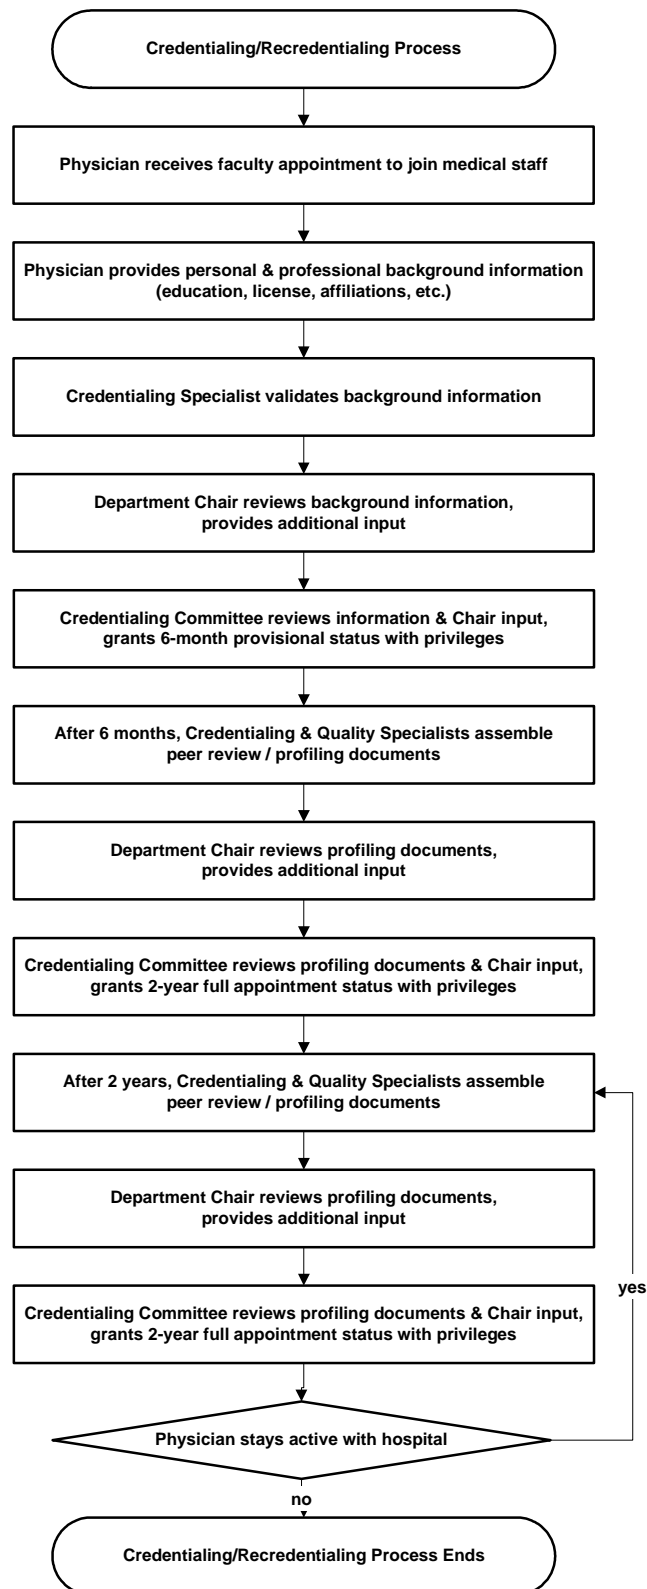 Credentialing/Recredentialing Process
Physician receives faculty appointment to join medical staff
Physician provides personal & professional background information
(education, license, affiliations, etc.)
Credentialing Specialist validates background information
Department Chair reviews background information,
provides additional input
Credentialing Committee reviews information & Chair input,
grants 6-month provisional status with privileges
After 6 months, Credentialing & Quality Specialists assemble
peer review / profiling documents
Department Chair reviews profiling documents,
provides additional input
Credentialing Committee reviews profiling documents & Chair input,
grants 2-year full appointment status with privileges
After 2 years, Credentialing & Quality Specialists assemble
peer review / profiling documents
Department Chair reviews profiling documents,
provides additional input
yes
Credentialing Committee reviews profiling documents & Chair input,
grants 2-year full appointment status with privileges
Physician stays active with hospital
no
Credentialing/Recredentialing Process Ends